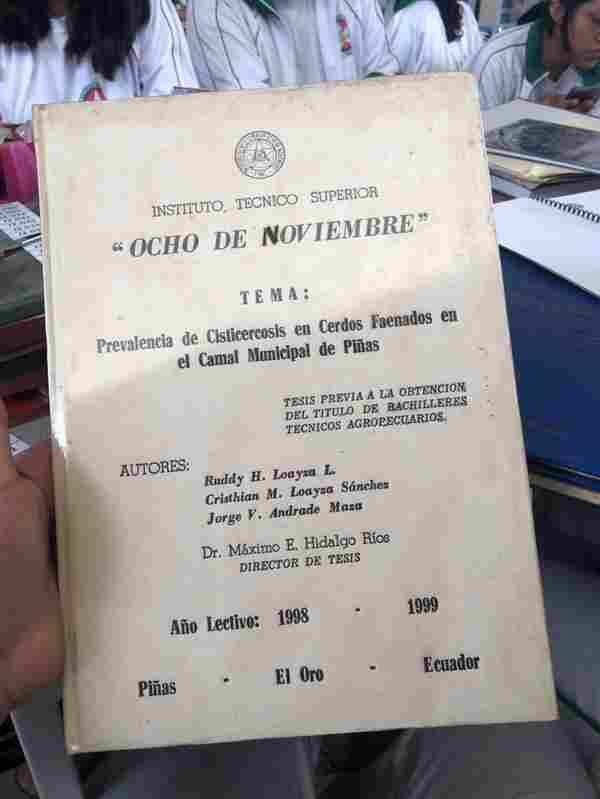 INSTITUTO TECNICO SUPERIOR
"OCHO DE NOVIEMBRE"
TEMA:
Prevalencia de Cisticercosis en Cerdos Faenados en
el Camal Municipal de Piñas
TESIS PREVIA A LA OBTENCION
DEL TITULO DE BACHILLERES
TECNICOS AGROPECUARIOS.
AUTORES:
Ruddy H. Loayza L.
Cristhian M. Loayza Sánchez
Jorge V. Andrade Maza
Dr. Máximo E. Hidalgo Ríos
DIRECTOR DE TESIS
Año Lectivo: 1998 - 1999
Piñas - El Oro - Ecuador